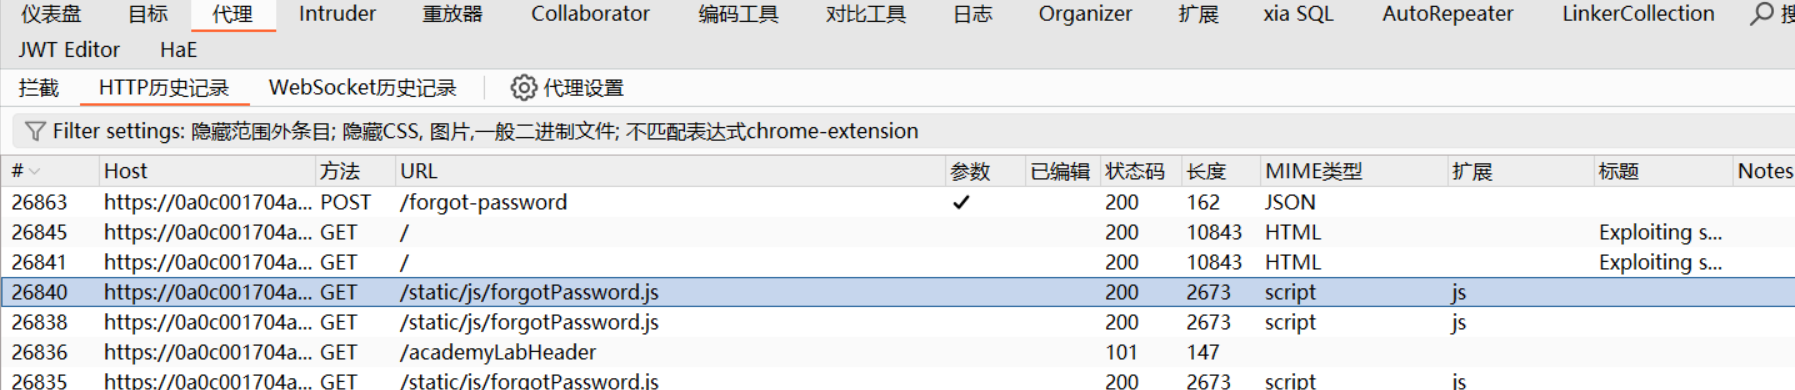 仪表盘 目标 代理 Intruder 重放器 Collaborator 编码工具 对比工具 日志 Organizer 扩展 xia SQL AutoRepeater LinkerCollection
JWT Editor HaE
拦截 HTTP历史记录 WebSocket历史记录 代理设置
Filter settings: 隐藏范围外条目; 隐藏CSS, 图片,一般二进制文件; 不匹配表达式chrome-extension
# Host 方法 URL 参数 已编辑 状态码 长度 MIME类型 扩展 标题 Notes
26863 https://0a0c001704a... POST /forgot-password ✓ 200 162 JSON
26845 https://0a0c001704a... GET / 200 10843 HTML Exploiting s...
26841 https://0a0c001704a... GET / 200 10843 HTML Exploiting s...
26840 https://0a0c001704a... GET /static/js/forgotPassword.js 200 2673 script js
26838 https://0a0c001704a... GET /static/js/forgotPassword.js 200 2673 script js
26836 https://0a0c001704a... GET /academyLabHeader 101 147
26835 https://0a0c001704a... GET /static/js/forgotPassword.js 200 2673 script js